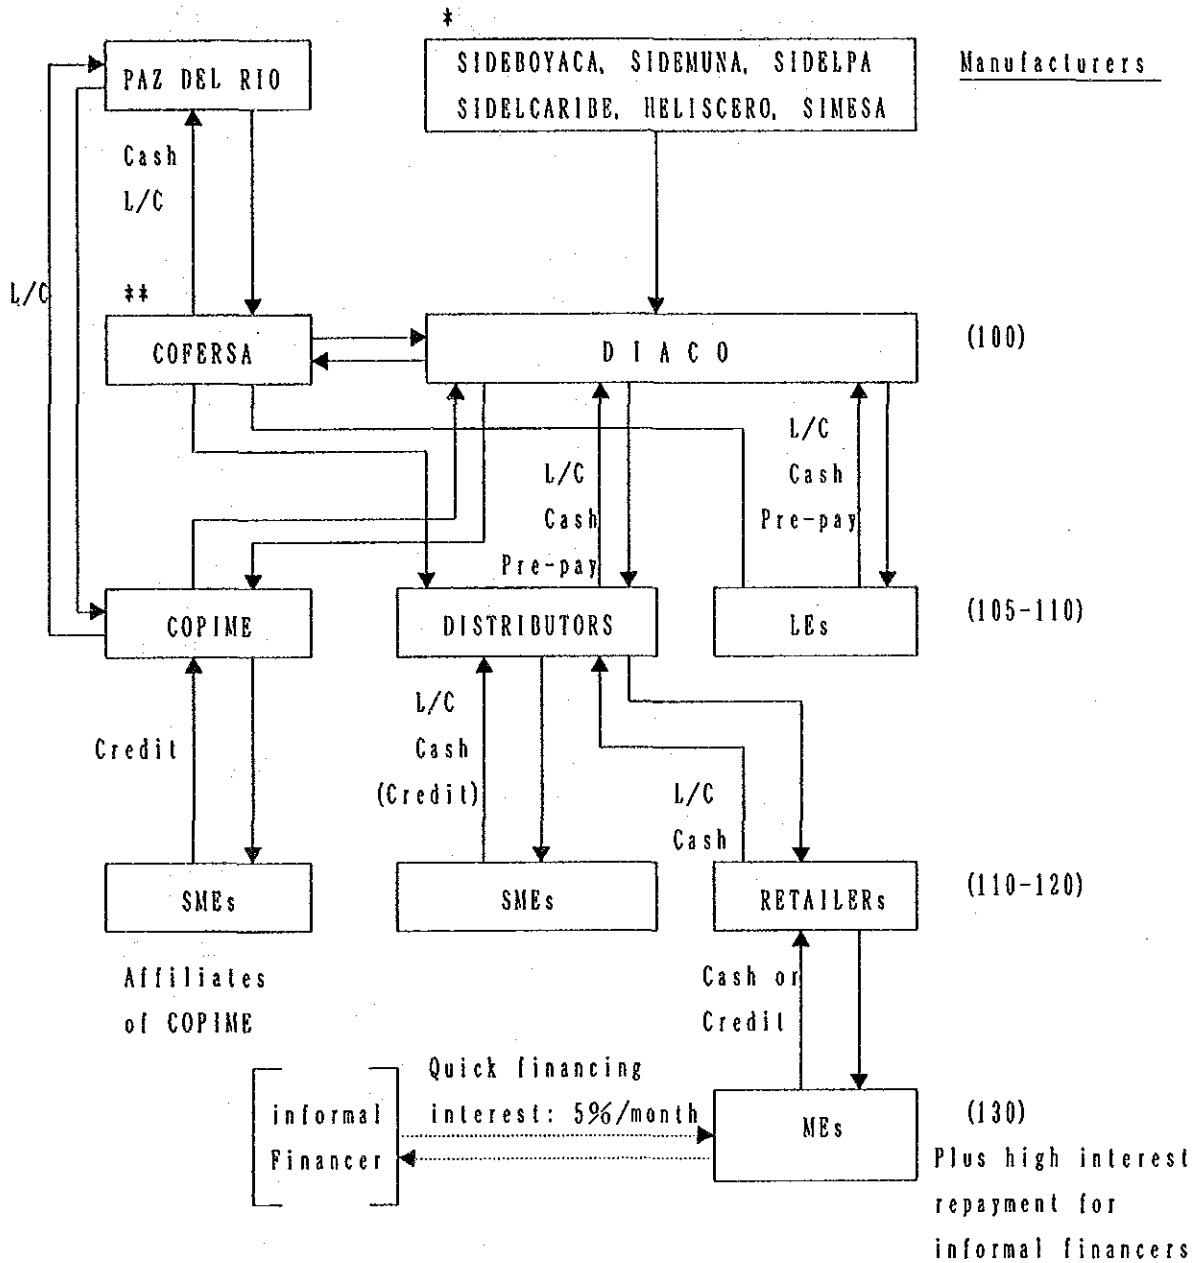 *
PAZ DEL RIO
SIDEBOYACA, SIDEMUNA, SIDELPA
SIDELCARIBE, HELISCERO, SIMESA
Manufacturers
Cash
L/C
L/C
**
COFERSA
DIACO
(100)
L/C
Cash
Pre-pay
L/C
Cash
Pre-pay
COPIME
DISTRIBUTORS
LEs
(105-110)
Credit
L/C
Cash
(Credit)
L/C
Cash
SMEs
SMEs
RETAILERs
(110-120)
Affiliates
of COPIME
Cash or
Credit
Quick financing
interest: 5%/month
informal
Financer
MEs
(130)
Plus high interest
repayment for
informal financers